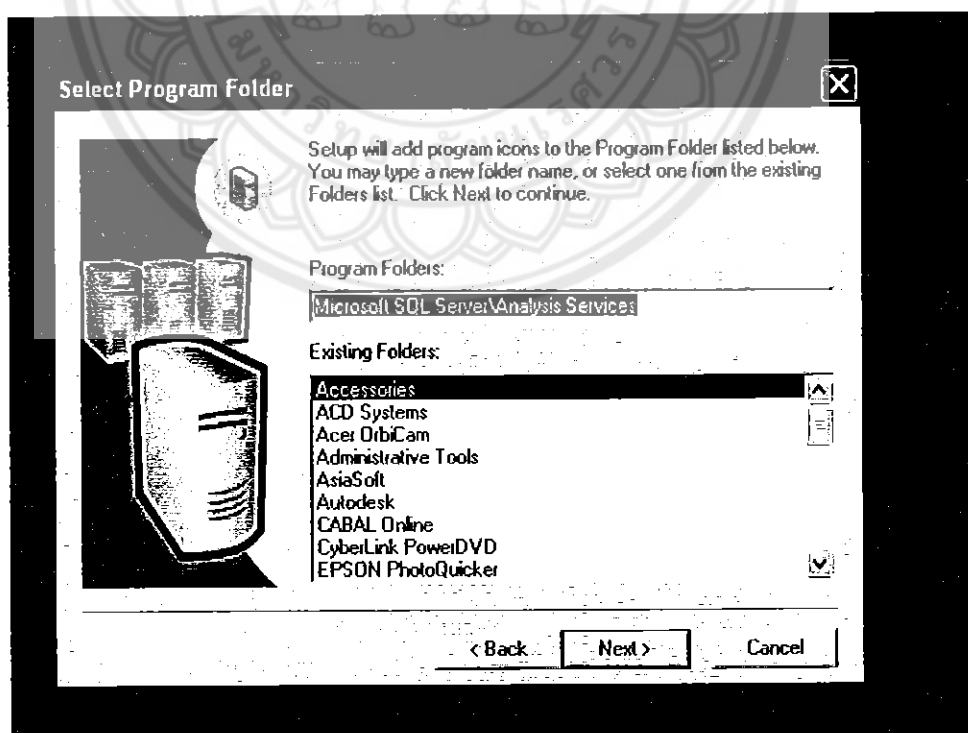 Select Program Folder
Setup will add program icons to the Program Folder listed below.
You may type a new folder name, or select one from the existing
Folders list. Click Next to continue.
Program Folders:
Microsoft SQL Server\Analysis Services
Existing Folders:
Accessories
ACD Systems
Acer OrbiCam
Administrative Tools
AsiaSoft
Autodesk
CABAL Online
CyberLink PowerDVD
EPSON PhotoQuicker
< Back
Next >
Cancel